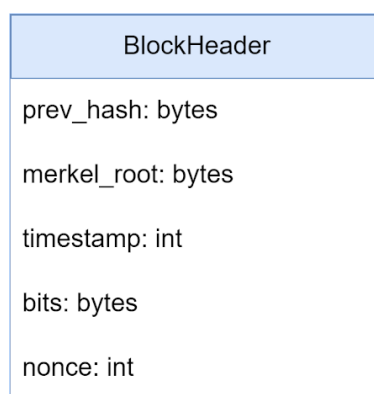 BlockHeader
prev_hash: bytes
merkel_root: bytes
timestamp: int
bits: bytes
nonce: int